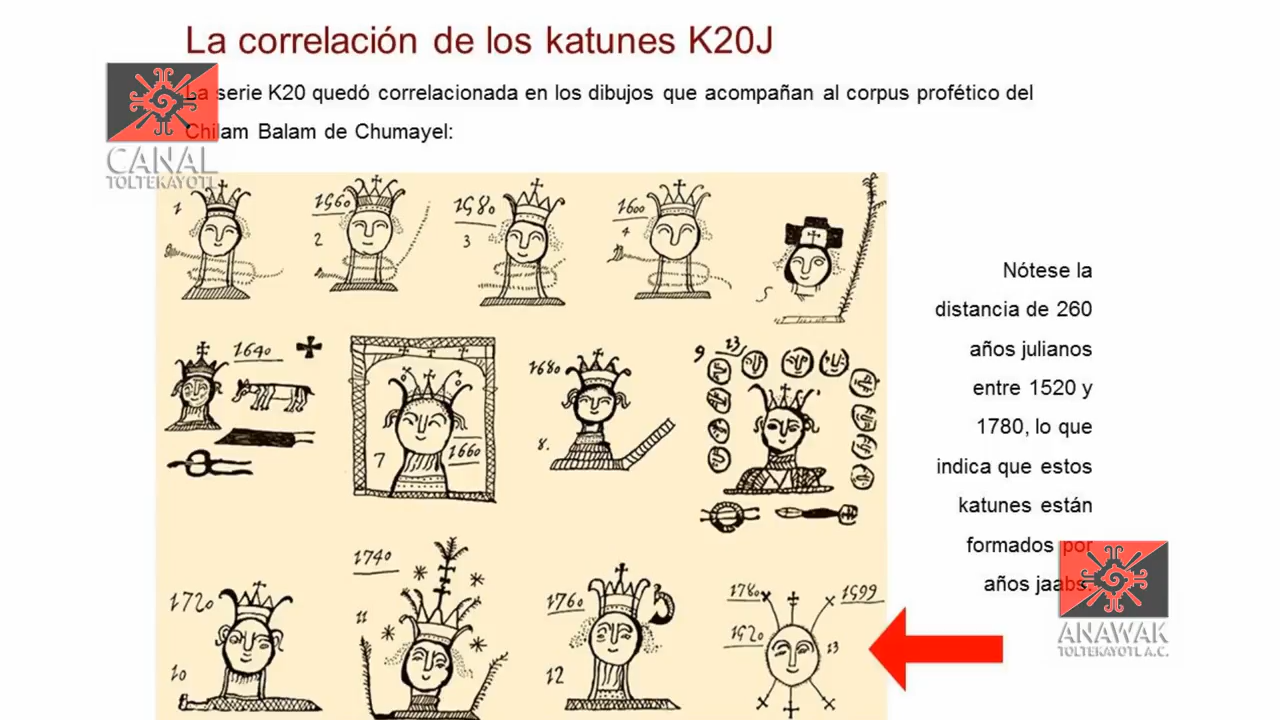 La correlación de los katunes K20J
La serie K20 quedó correlacionada en los dibujos que acompañan al corpus profético del
Chilam Balam de Chumayel:
CANAL
TOLTEKAYOTL
1
1560
2
1580
3
1600
4
5
Nótese la
distancia de 260
años julianos
entre 1520 y
1780, lo que
indica que estos
katunes están
formados por
años jaabs.
1640
7
1660
1680
8.
9
13
1720
10
1740
11
1760
12
1780
1599
1520
13
ANAWAK
TOLTEKAYOTL A.C.